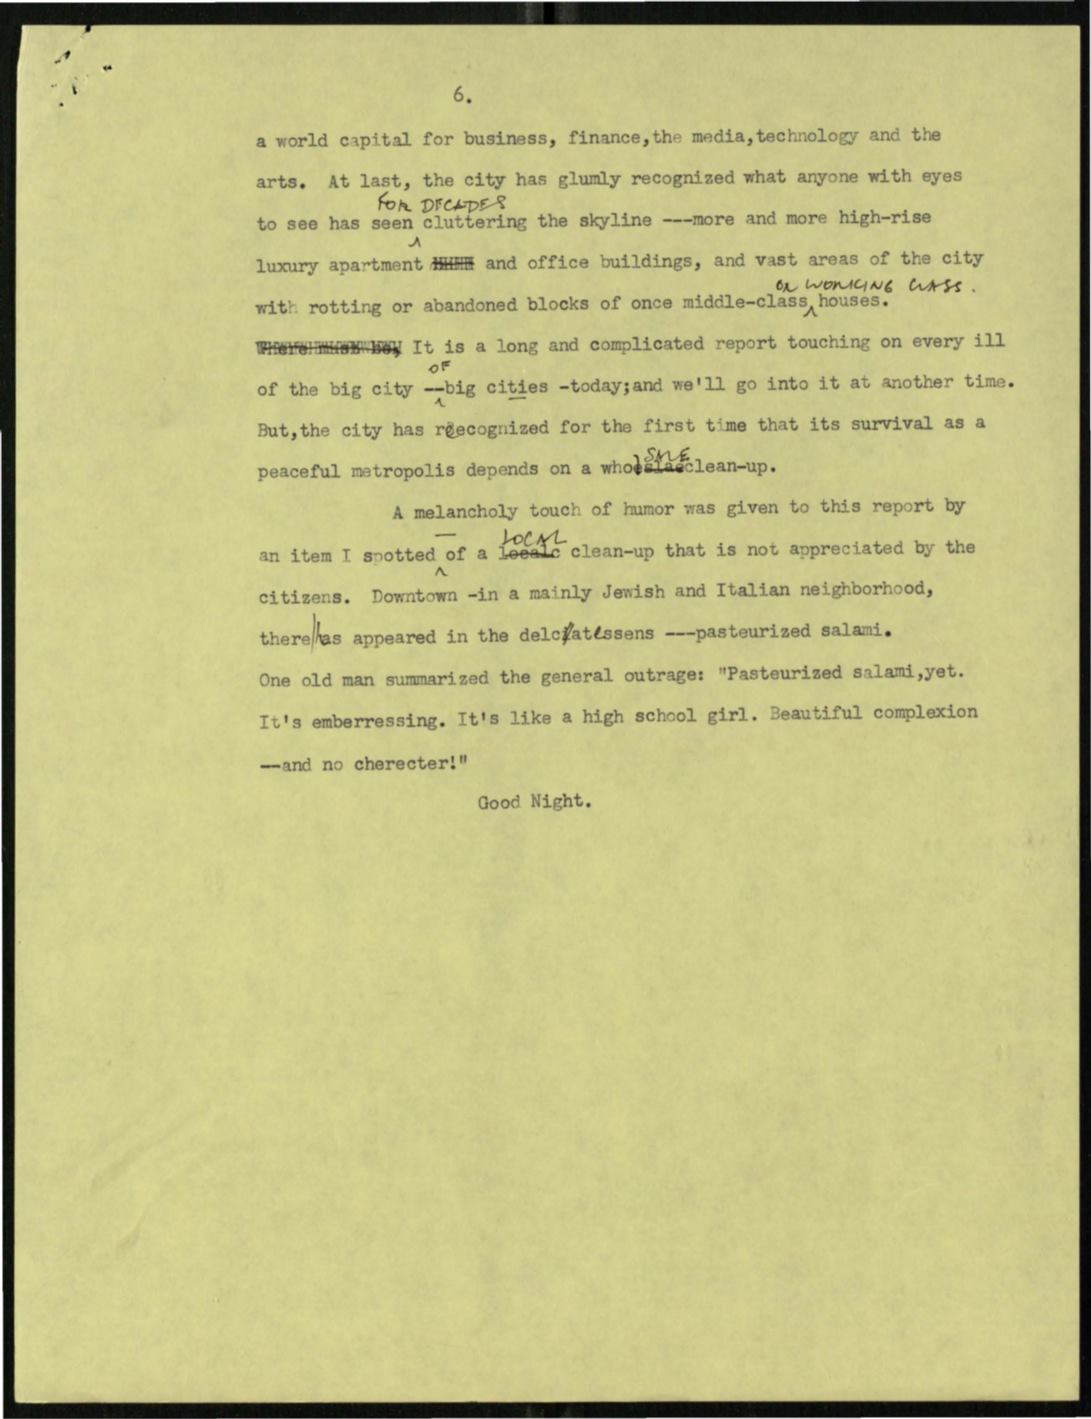 6.
a world capital for business, finance,the media,technology and the
arts. At last, the city has glumly recognized what anyone with eyes
FOR DECADES
to see has seen cluttering the skyline ---more and more high-rise
luxury apartment and office buildings, and vast areas of the city
OR WORKING CLASS.
with rotting or abandoned blocks of once middle-class houses.
It is a long and complicated report touching on every ill
OF
of the big city --big cities -today;and we'll go into it at another time.
But,the city has reecognized for the first time that its survival as a
SALE
peaceful metropolis depends on a whoslaeclean-up.
A melancholy touch of humor was given to this report by
LOCAL
an item I spotted of a localc clean-up that is not appreciated by the
citizens. Downtown -in a mainly Jewish and Italian neighborhood,
there has appeared in the delcatessens ---pasteurized salami.
One old man summarized the general outrage: "Pasteurized salami,yet.
It's emberressing. It's like a high school girl. Beautiful complexion
--and no cherecter!"
Good Night.